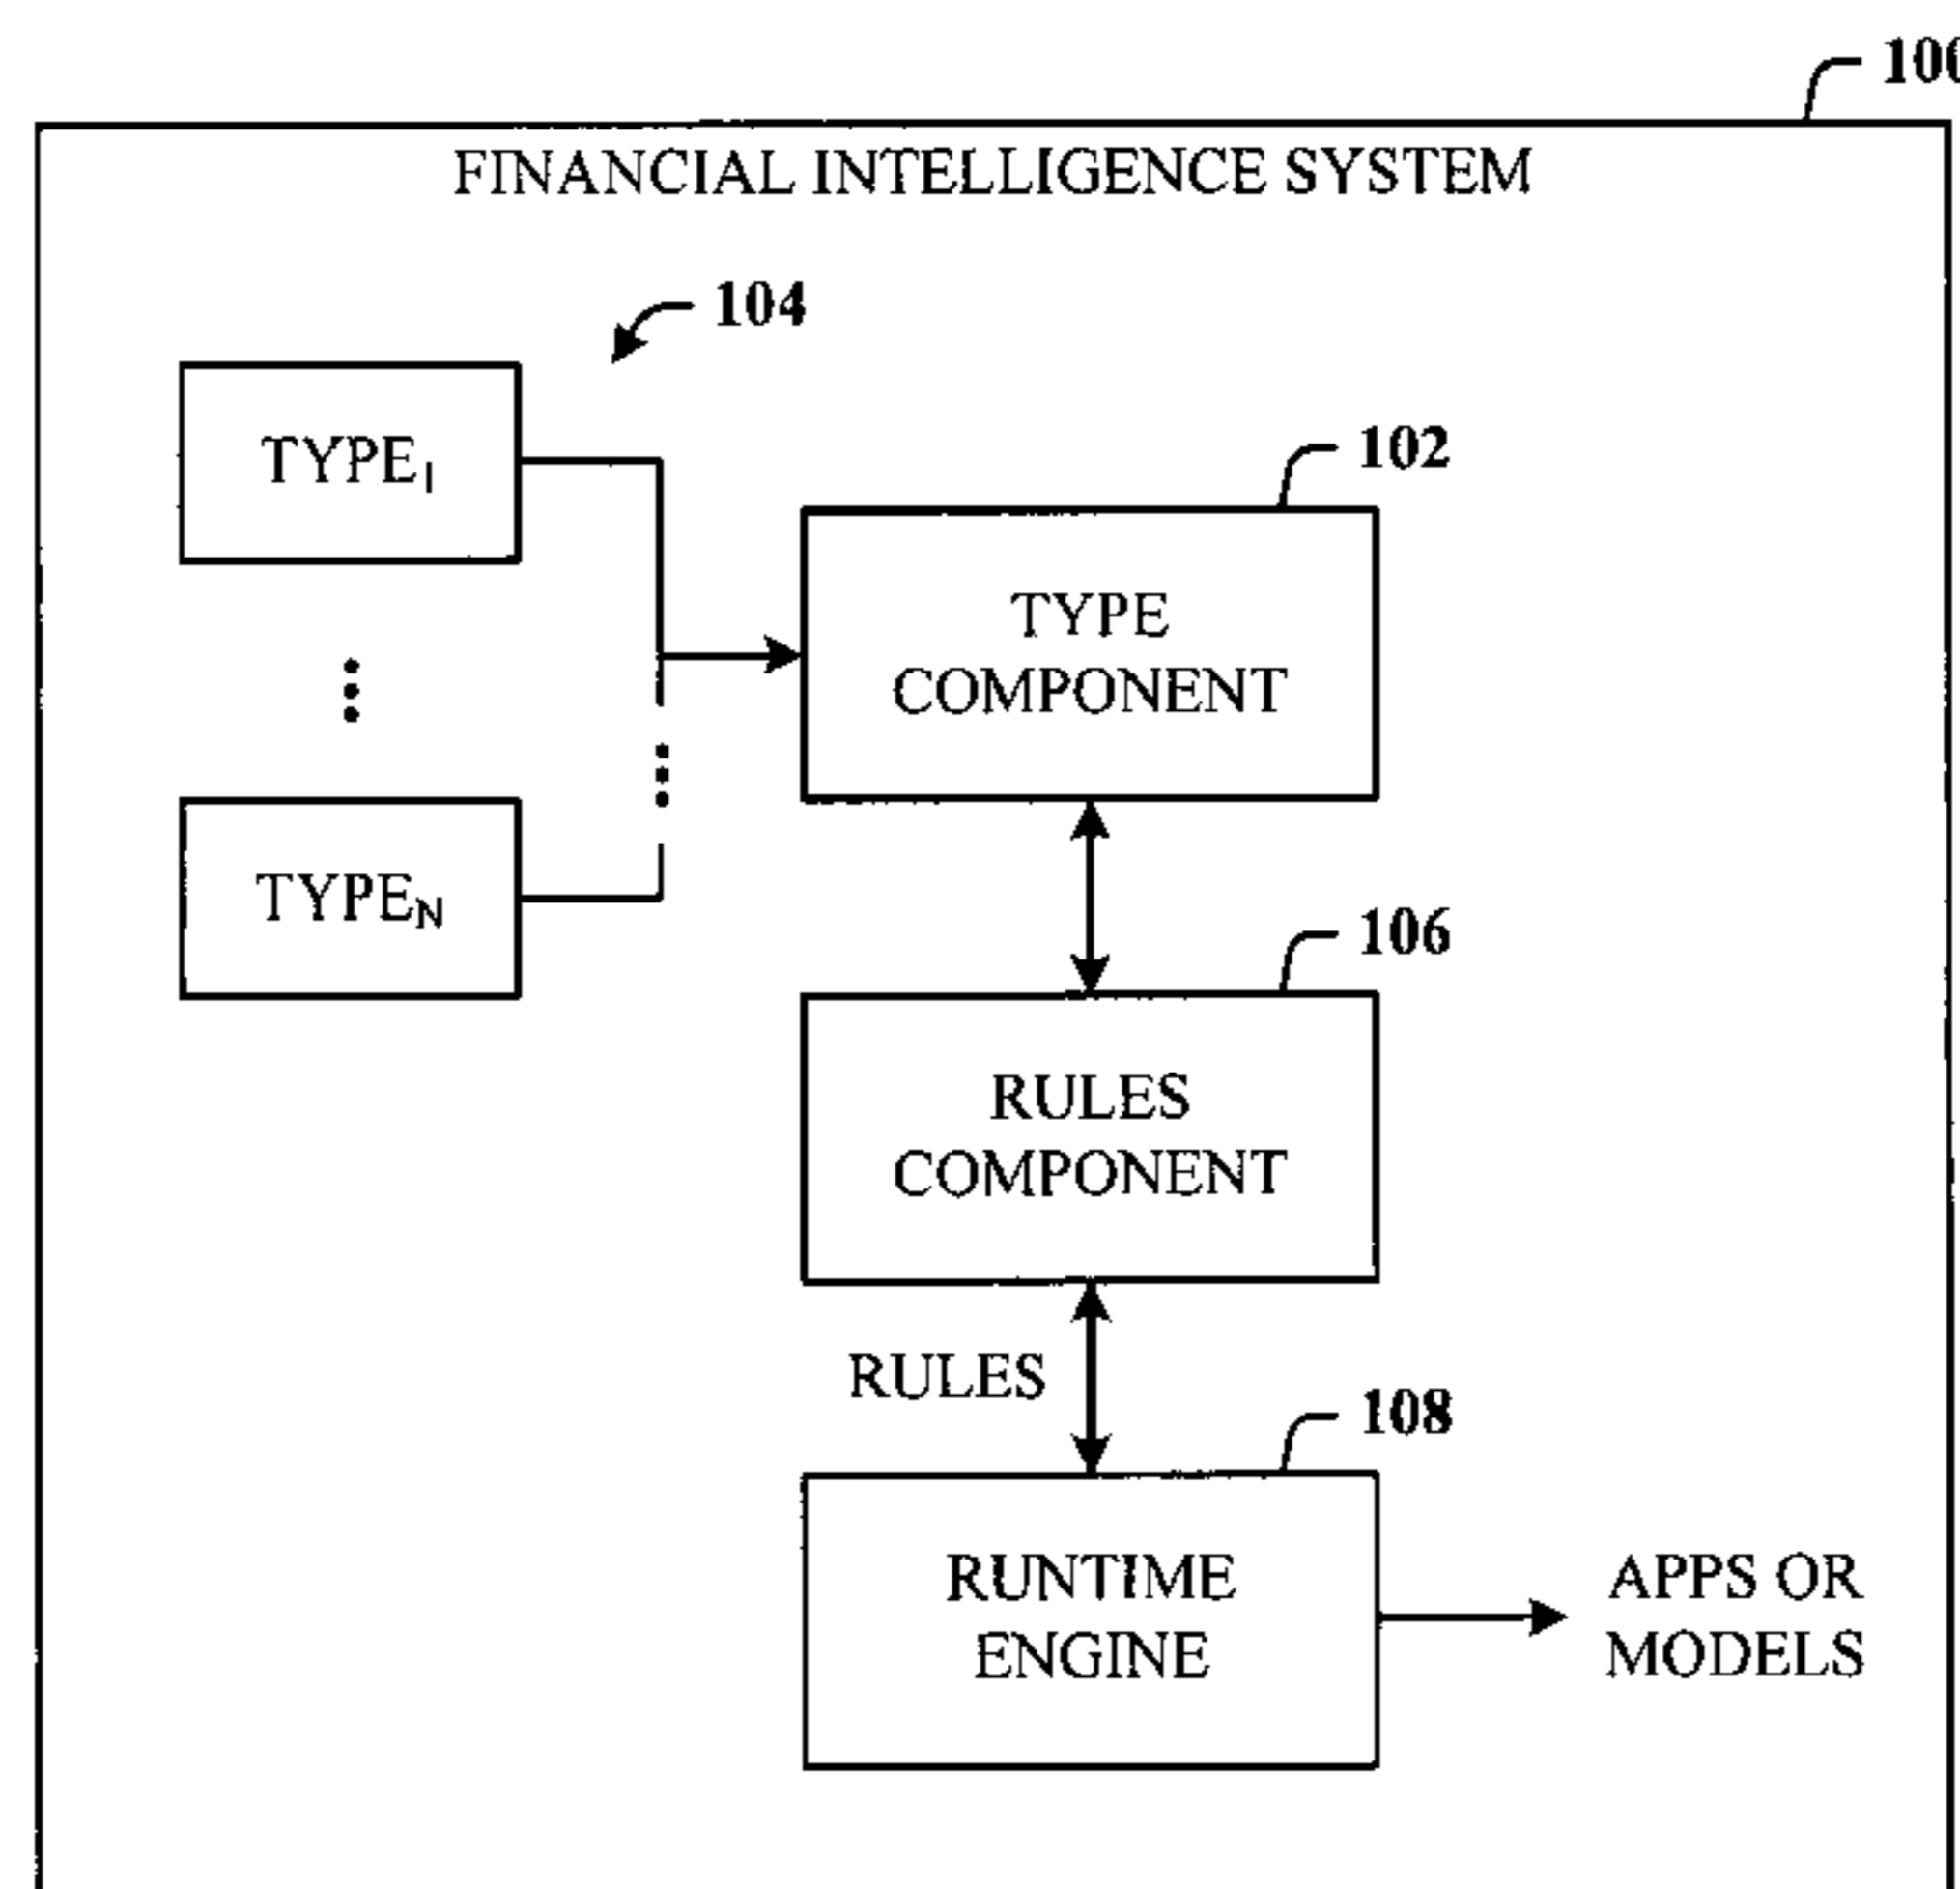 100
FINANCIAL INTELLIGENCE SYSTEM
104
TYPE₁
102
TYPE
COMPONENT
TYPEN
106
RULES
COMPONENT
RULES
108
RUNTIME
ENGINE
APPS OR
MODELS